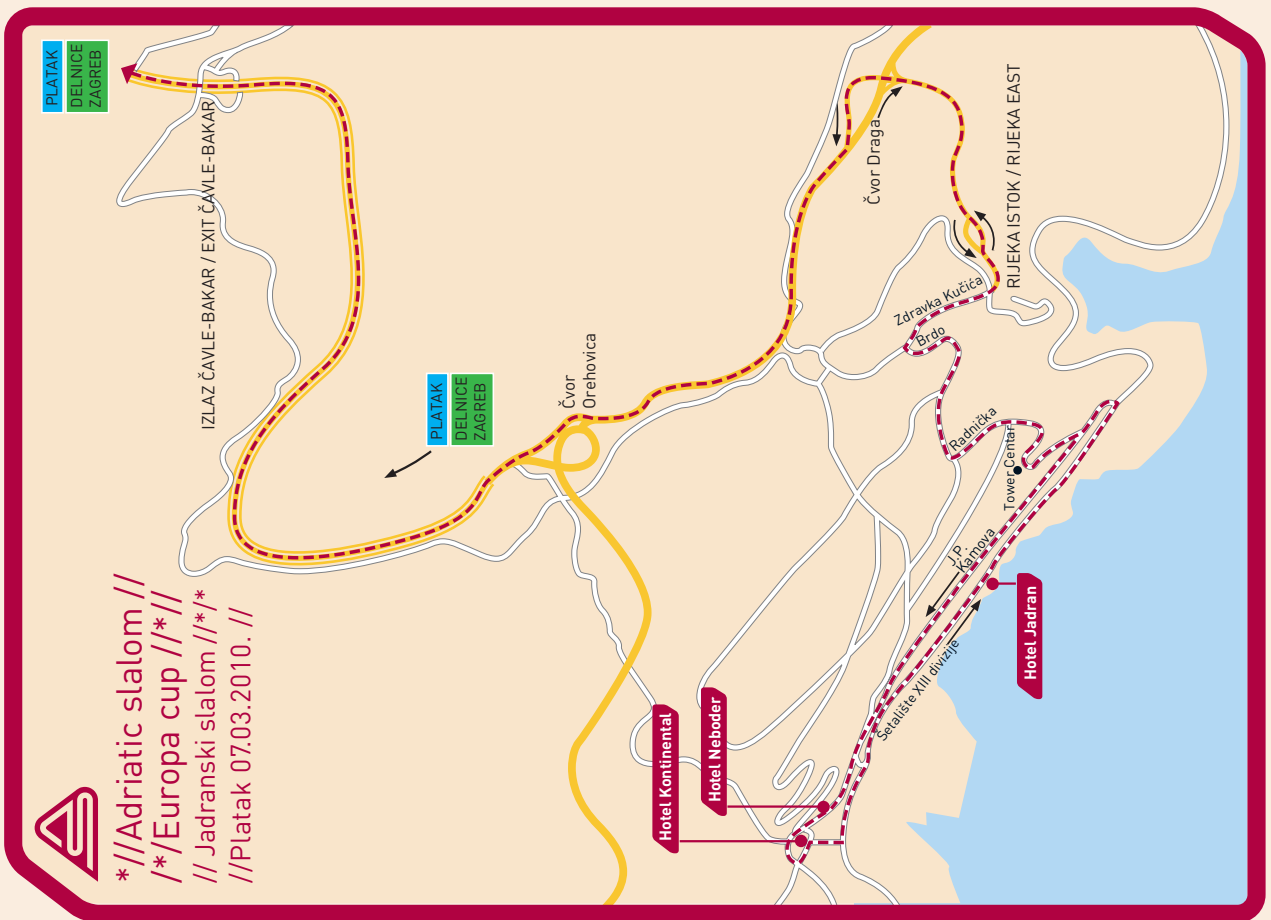 *//Adriatic slalom //
/*/Europa cup //*///
// Jadranski slalom //*/*
//Platak 07.03.2010. //
PLATAK
DELNICE
ZAGREB
IZLAZ ČAVLE-BAKAR / EXIT ČAVLE-BAKAR
PLATAK
DELNICE
ZAGREB
Čvor
Orehovica
Čvor Draga
RIJEKA ISTOK / RIJEKA EAST
Zdravka Kučića
Brdo
Radnička
Tower Centar
J.P.
Kamova
Šetalište XIII divizije
Hotel Kontinental
Hotel Neboder
Hotel Jadran